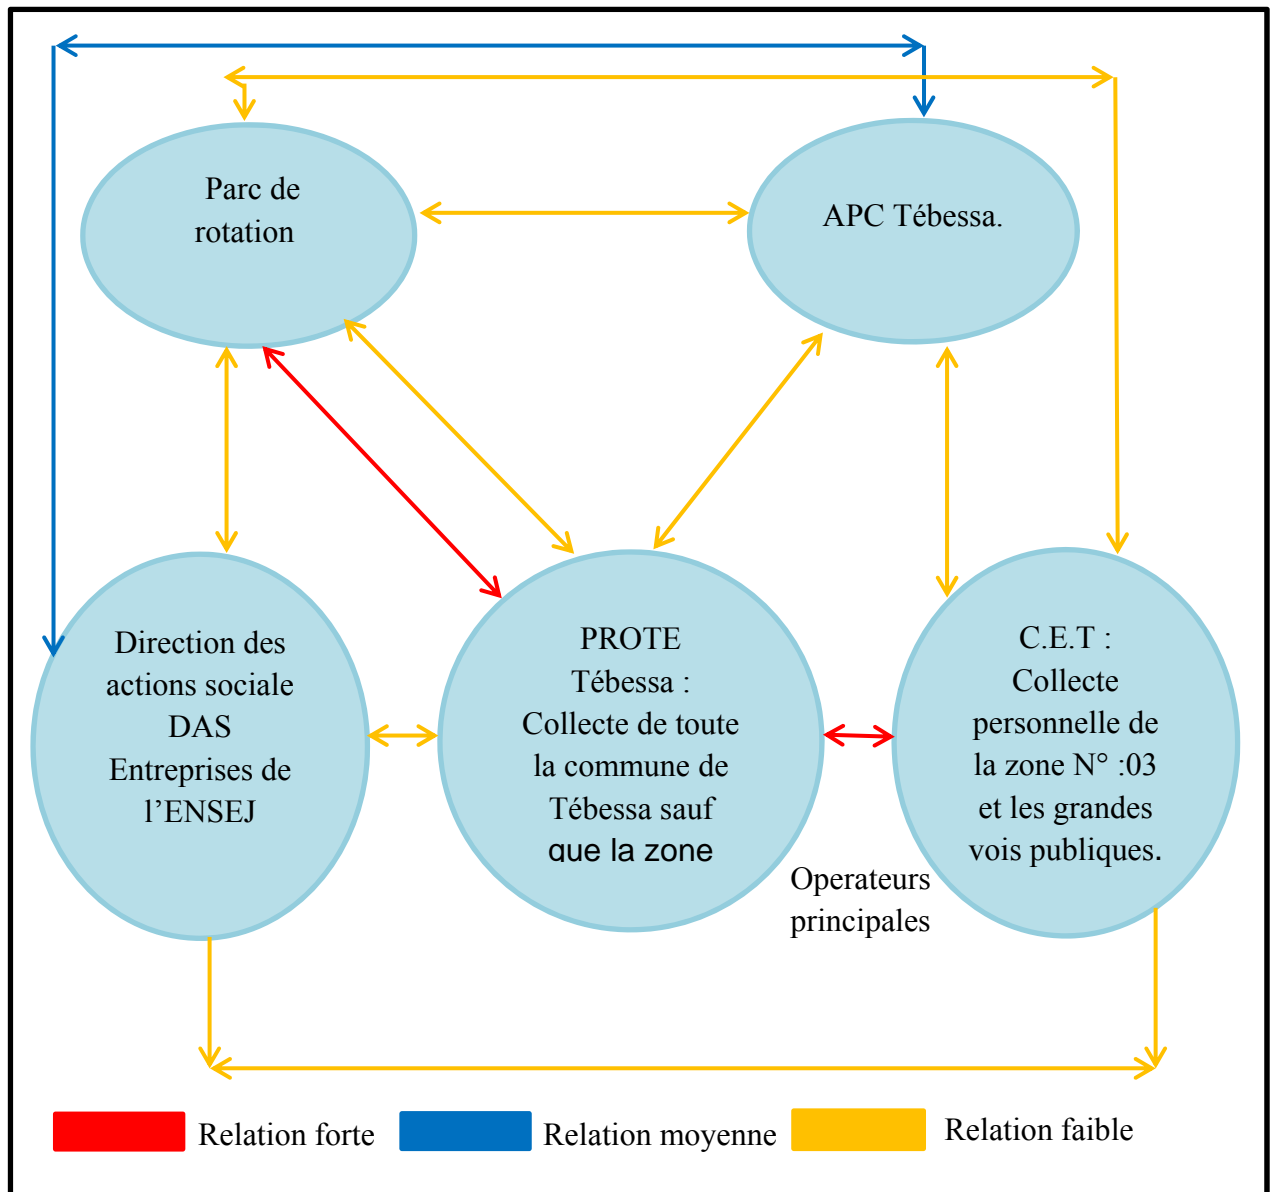 Parc de
rotation
APC Tébessa.
Direction des
actions sociale
DAS
Entreprises de
l’ENSEJ
PROTE
Tébessa :
Collecte de toute
la commune de
Tébessa sauf
que la zone
C.E.T :
Collecte
personnelle de
la zone N° :03
et les grandes
vois publiques.
Operateurs
principales
Relation forte
Relation moyenne
Relation faible